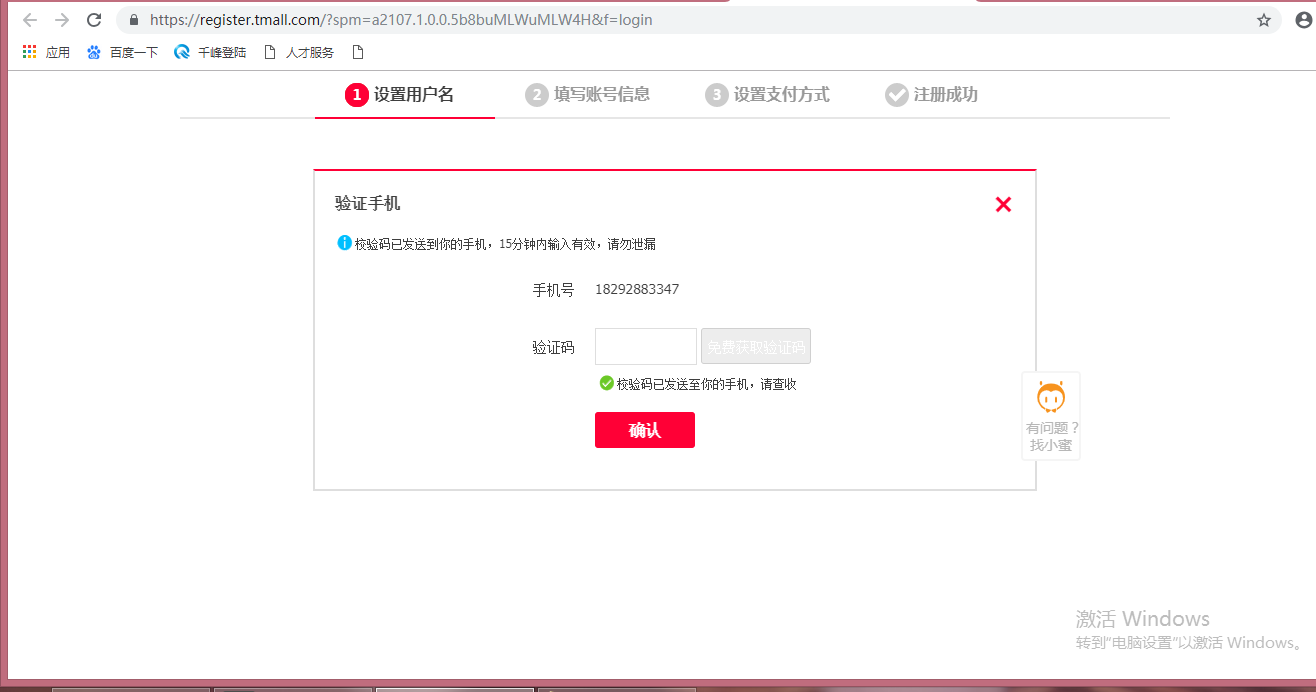 https://register.tmall.com/?spm=a2107.1.0.0.5b8buMLWuMLW4H&f=login
应用 百度一下 千峰登陆 人才服务
1 设置用户名 2 填写账号信息 3 设置支付方式 注册成功
验证手机
校验码已发送到你的手机，15分钟内输入有效，请勿泄漏
手机号 18292883347
验证码 免费获取验证码
校验码已发送至你的手机，请查收
确认
有问题？
找小蜜
激活 Windows
转到"电脑设置"以激活 Windows。